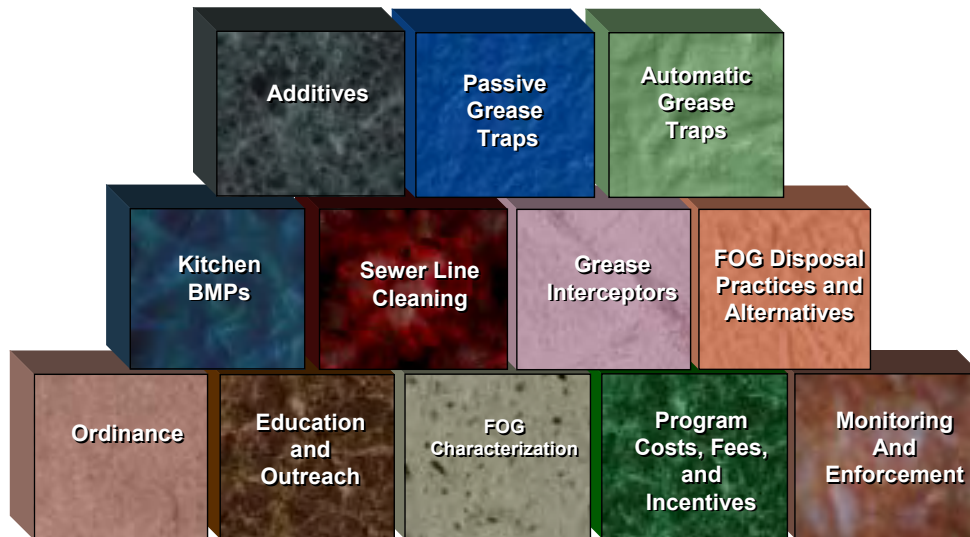 Additives
Passive
Grease
Traps
Automatic
Grease
Traps
Kitchen
BMPs
Sewer Line
Cleaning
Grease
Interceptors
FOG Disposal
Practices and
Alternatives
Ordinance
Education
and
Outreach
FOG
Characterization
Program
Costs, Fees,
and
Incentives
Monitoring
And
Enforcement